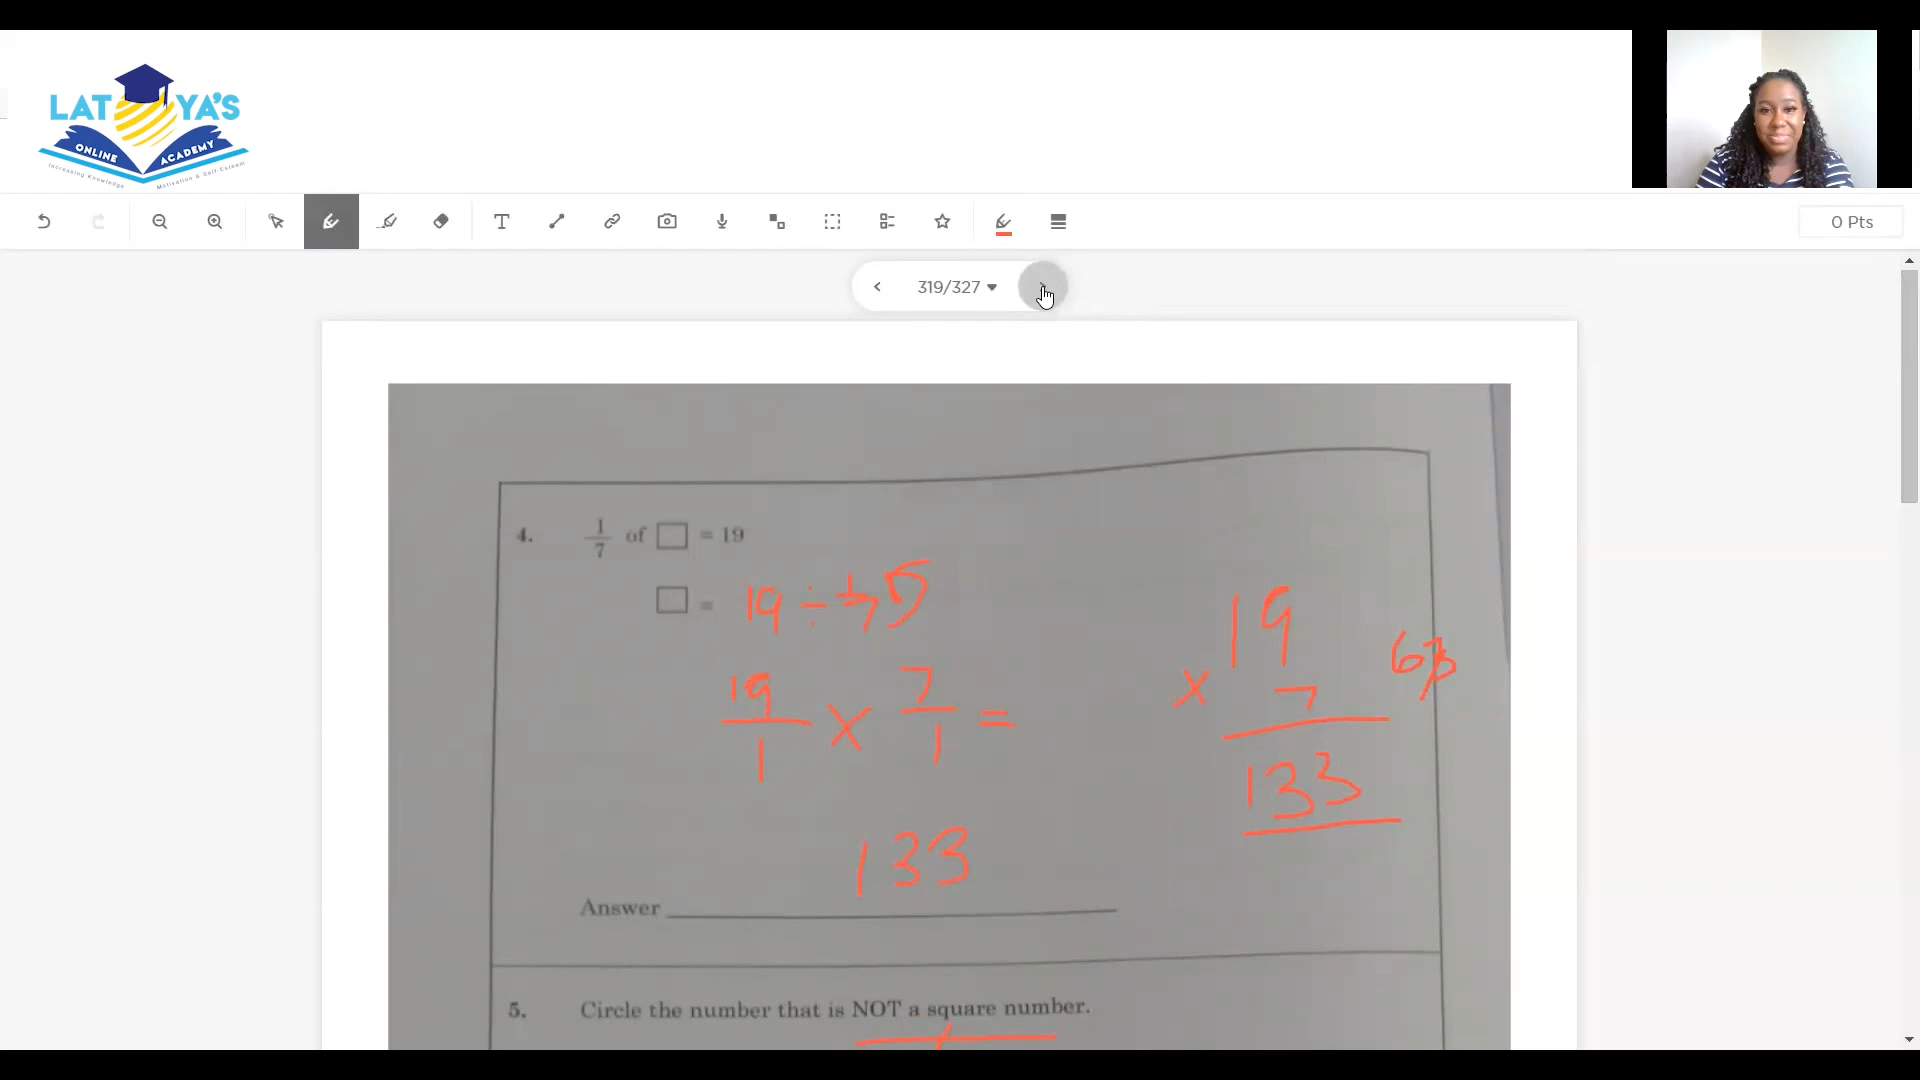 LATOYA'S
ONLINE ACADEMY
Increasing Knowledge Motivation & Self-Esteem
T
0 Pts
319/327
4. 1/7 of □ = 19
□ = 19 ÷ 1/7
19/1 × 7/1 =
19
× 7
133
63
133
Answer
5. Circle the number that is NOT a square number.